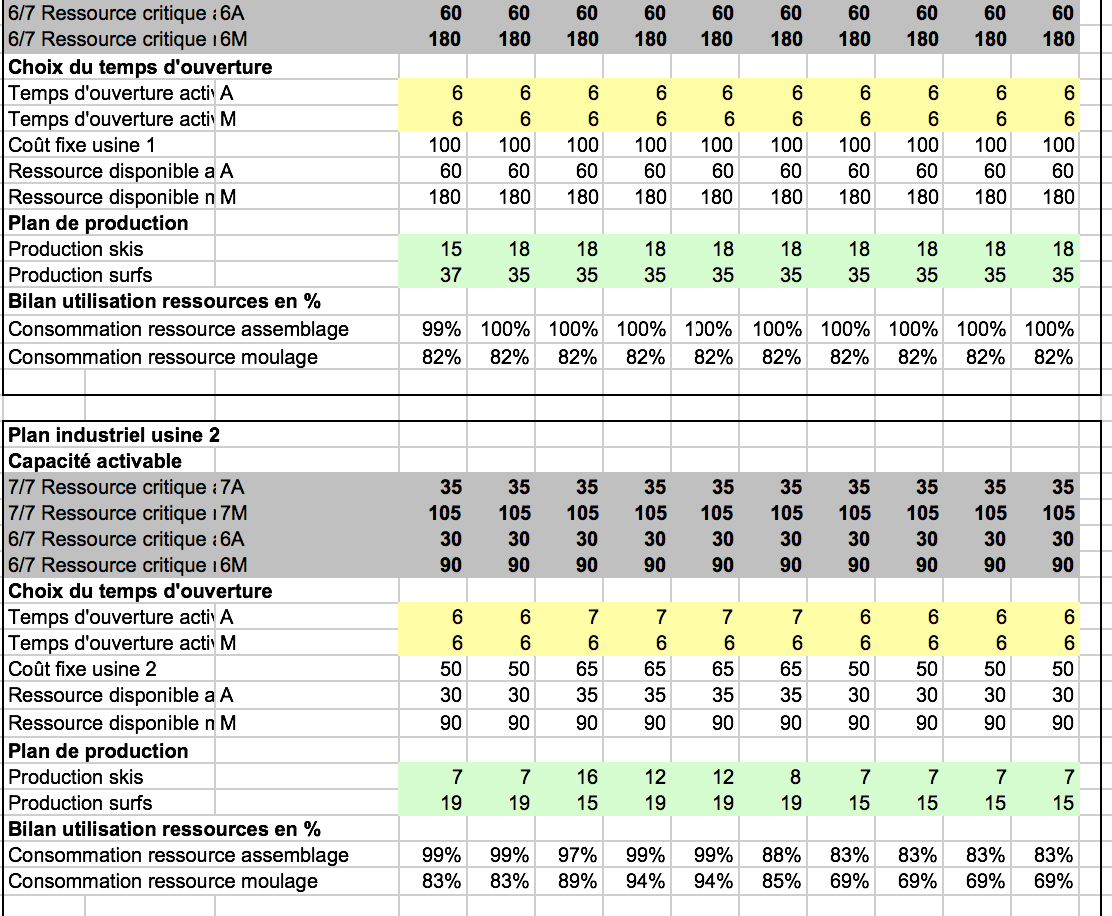 6/7 Ressource critique a 6A 60 60 60 60 60 60 60 60 60 60
6/7 Ressource critique 6M 180 180 180 180 180 180 180 180 180 180
Choix du temps d'ouverture
Temps d'ouverture acti A 6 6 6 6 6 6 6 6 6 6
Temps d'ouverture acti M 6 6 6 6 6 6 6 6 6 6
Coût fixe usine 1 100 100 100 100 100 100 100 100 100 100
Ressource disponible a A 60 60 60 60 60 60 60 60 60 60
Ressource disponible m M 180 180 180 180 180 180 180 180 180 180
Plan de production
Production skis 15 18 18 18 18 18 18 18 18 18
Production surfs 37 35 35 35 35 35 35 35 35 35
Bilan utilisation ressources en %
Consommation ressource assemblage 99% 100% 100% 100% 100% 100% 100% 100% 100% 100%
Consommation ressource moulage 82% 82% 82% 82% 82% 82% 82% 82% 82% 82%
Plan industriel usine 2
Capacité activable
7/7 Ressource critique a 7A 35 35 35 35 35 35 35 35 35 35
7/7 Ressource critique 7M 105 105 105 105 105 105 105 105 105 105
6/7 Ressource critique a 6A 30 30 30 30 30 30 30 30 30 30
6/7 Ressource critique 6M 90 90 90 90 90 90 90 90 90 90
Choix du temps d'ouverture
Temps d'ouverture acti A 6 6 7 7 7 7 6 6 6 6
Temps d'ouverture acti M 6 6 6 6 6 6 6 6 6 6
Coût fixe usine 2 50 50 65 65 65 65 50 50 50 50
Ressource disponible a A 30 30 35 35 35 35 30 30 30 30
Ressource disponible m M 90 90 90 90 90 90 90 90 90 90
Plan de production
Production skis 7 7 16 12 12 8 7 7 7 7
Production surfs 19 19 15 19 19 19 15 15 15 15
Bilan utilisation ressources en %
Consommation ressource assemblage 99% 99% 97% 99% 99% 88% 83% 83% 83% 83%
Consommation ressource moulage 83% 83% 89% 94% 94% 85% 69% 69% 69% 69%